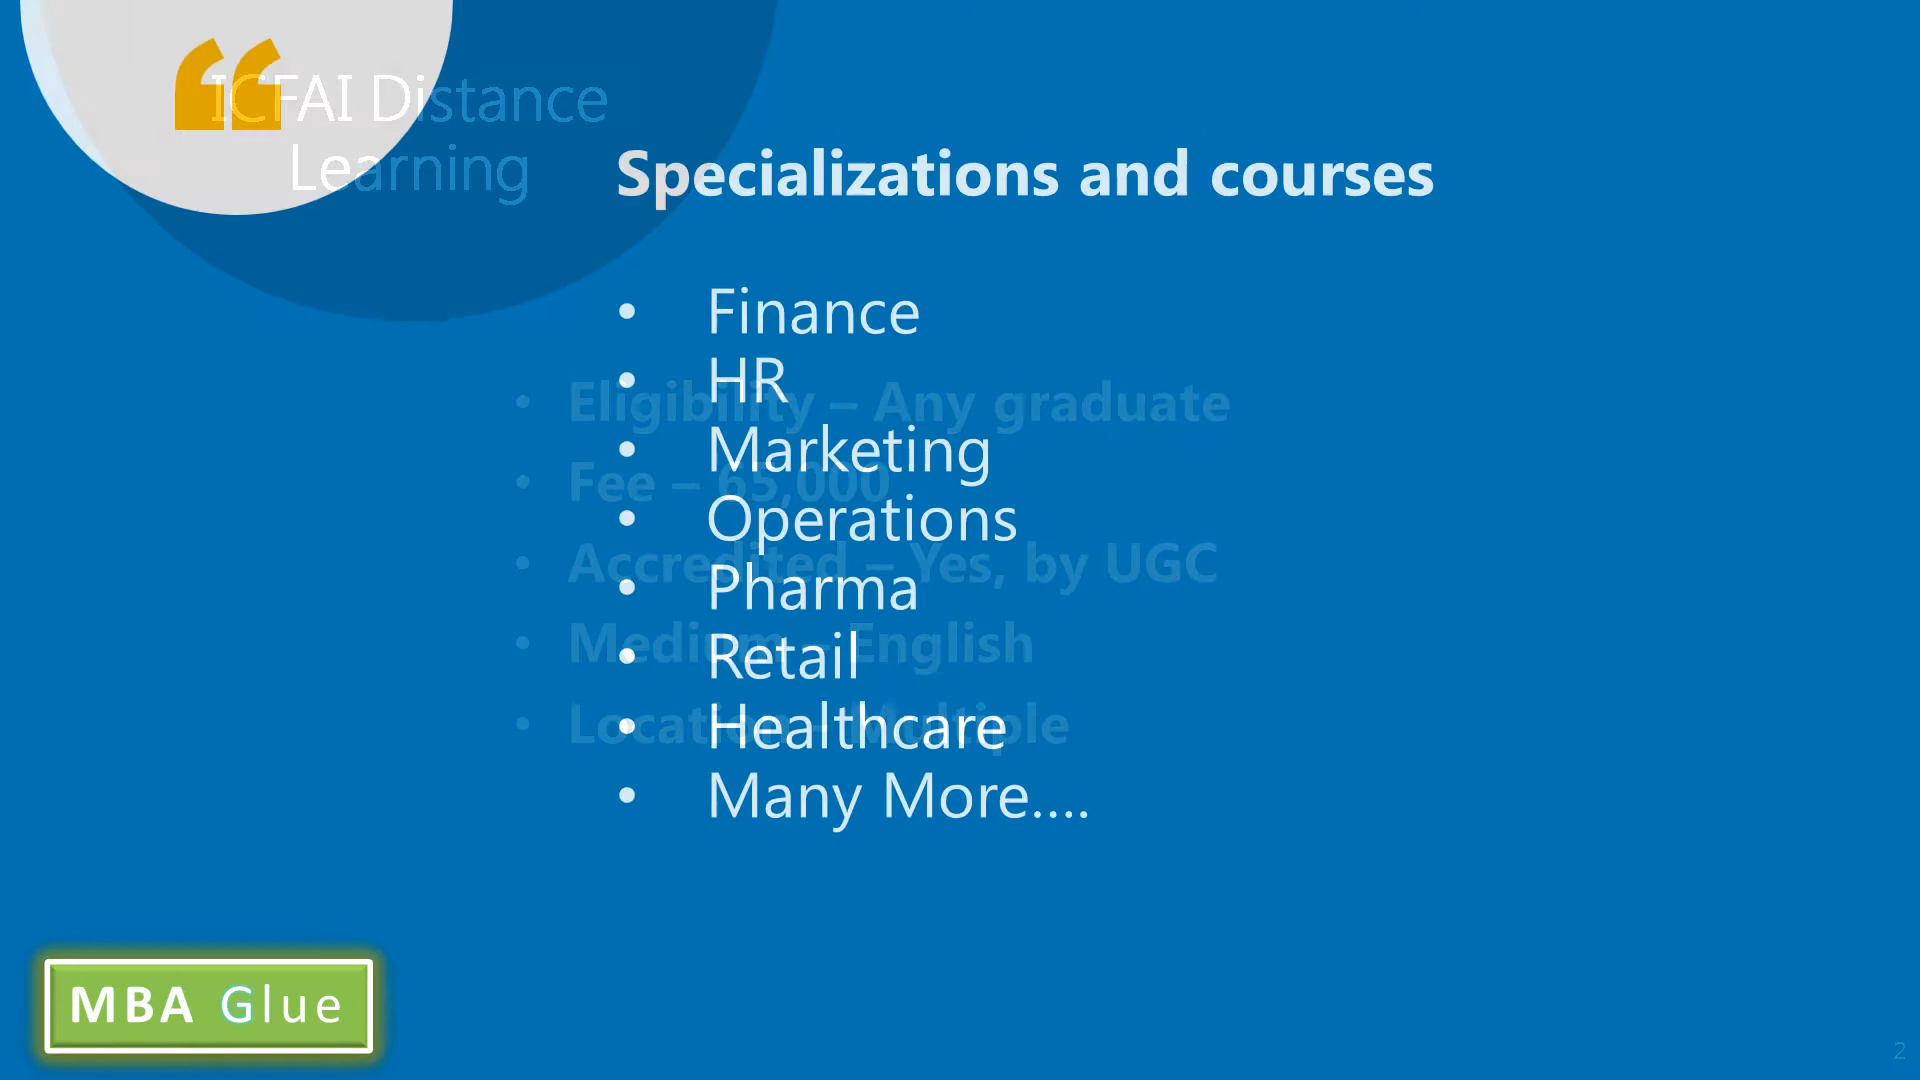 ICFAI Distance
Learning
Specializations and courses
• Finance
• HR
• Marketing
• Operations
• Pharma
• Retail
• Healthcare
• Many More....
• Eligibility – Any graduate
• Fee – 65,000
• Accredited – Yes, by UGC
• Medium – English
• Location – Multiple
MBA Glue
2